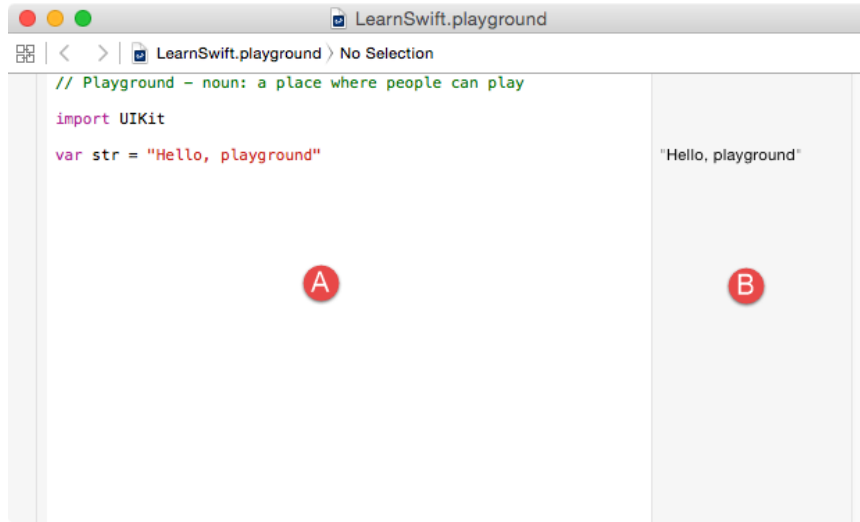 LearnSwift.playground
LearnSwift.playground 〉 No Selection
// Playground – noun: a place where people can play
import UIKit
var str = "Hello, playground"
"Hello, playground"
A
B